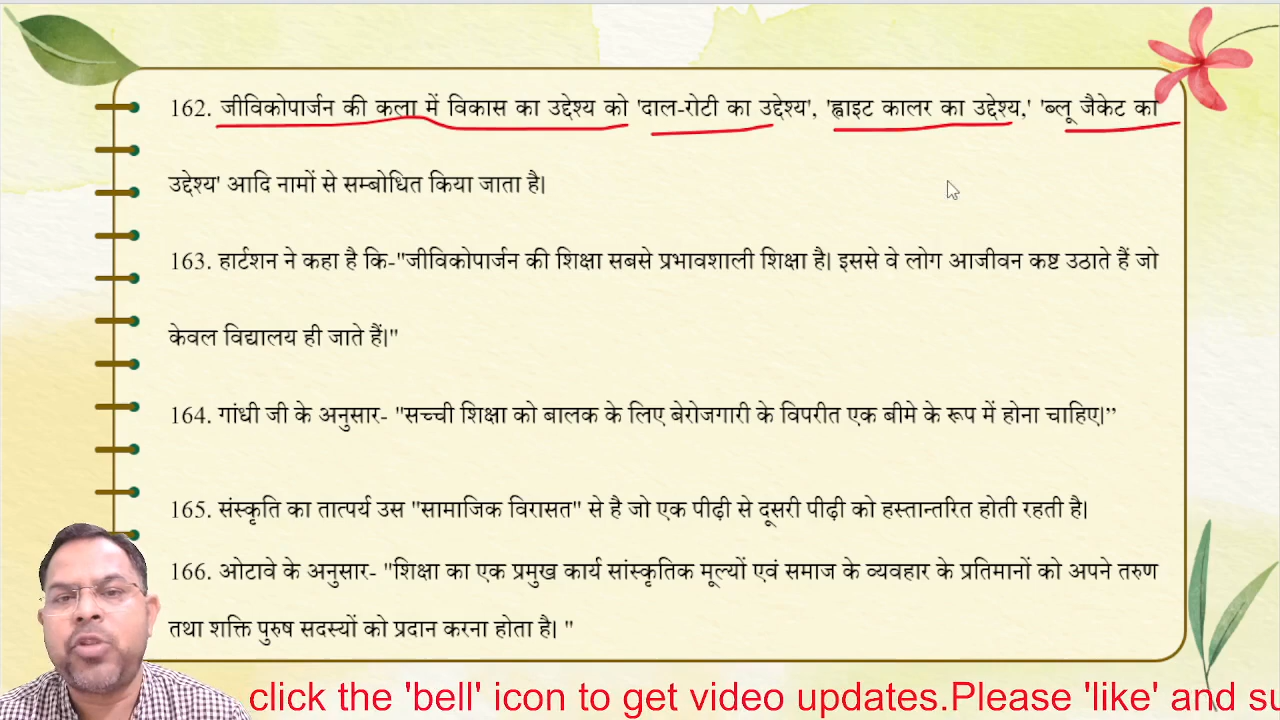 162. जीविकोपार्जन की कला में विकास का उद्देश्य को 'दाल-रोटी का उद्देश्य', 'ह्वाइट कालर का उद्देश्य,' 'ब्लू जैकेट का
उद्देश्य' आदि नामों से सम्बोधित किया जाता है।
163. हार्टशन ने कहा है कि-"जीविकोपार्जन की शिक्षा सबसे प्रभावशाली शिक्षा है। इससे वे लोग आजीवन कष्ट उठाते हैं जो
केवल विद्यालय ही जाते हैं।"
164. गांधी जी के अनुसार- "सच्ची शिक्षा को बालक के लिए बेरोजगारी के विपरीत एक बीमे के रूप में होना चाहिए।”
165. संस्कृति का तात्पर्य उस "सामाजिक विरासत" से है जो एक पीढ़ी से दूसरी पीढ़ी को हस्तान्तरित होती रहती है।
166. ओटावे के अनुसार- "शिक्षा का एक प्रमुख कार्य सांस्कृतिक मूल्यों एवं समाज के व्यवहार के प्रतिमानों को अपने तरुण
तथा शक्ति पुरुष सदस्यों को प्रदान करना होता है। "
click the 'bell' icon to get video updates.Please 'like' and su